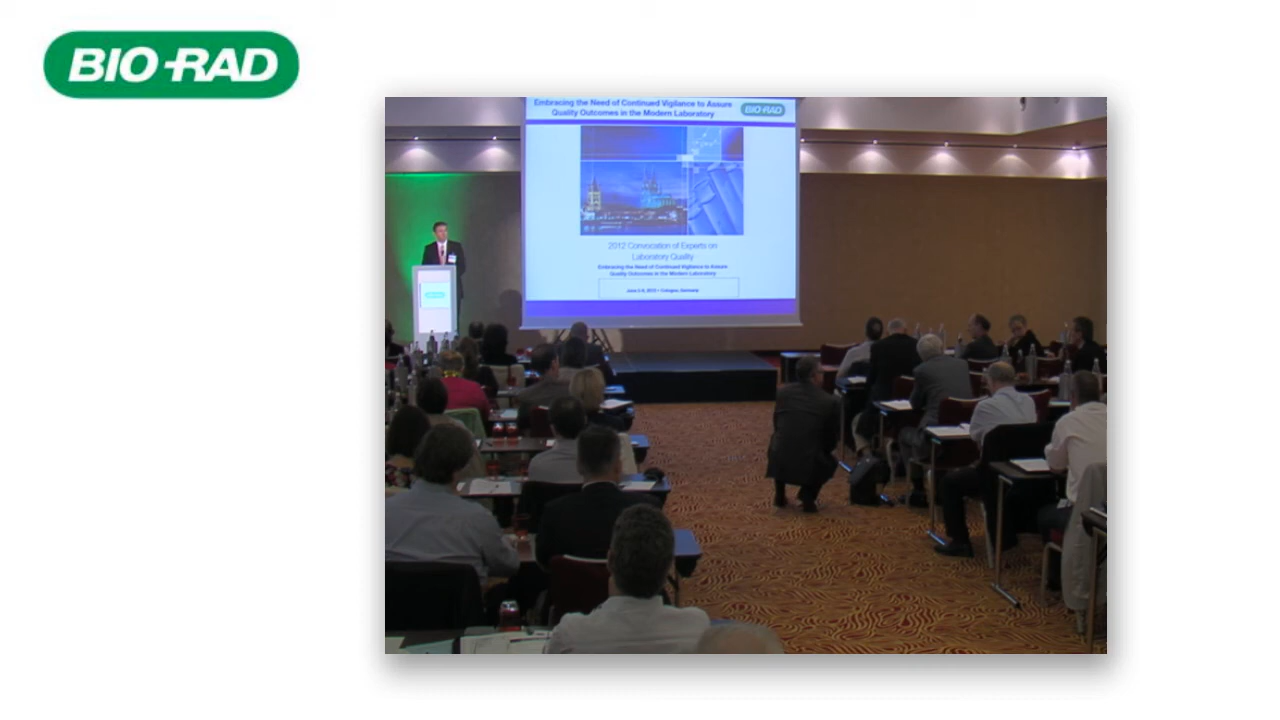 BIO-RAD
Embracing the Need of Continued Vigilance to Assure
Quality Outcomes in the Modern Laboratory
BIO-RAD
2012 Convocation of Experts on
Laboratory Quality
Embracing the Need of Continued Vigilance to Assure
Quality Outcomes in the Modern Laboratory